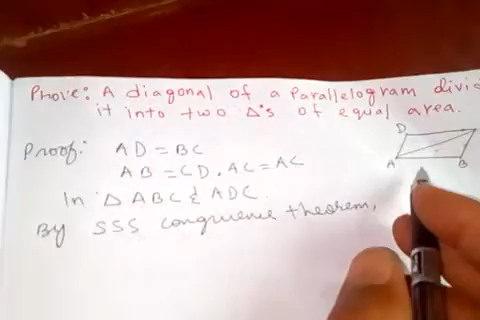 Prove: A diagonal of a Parallelogram
it into two Δ's of equal area.
Proof: AD = BC
AB = CD, AC = AC
In Δ ABC & ADC.
By SSS congruence theorem,
D
A B